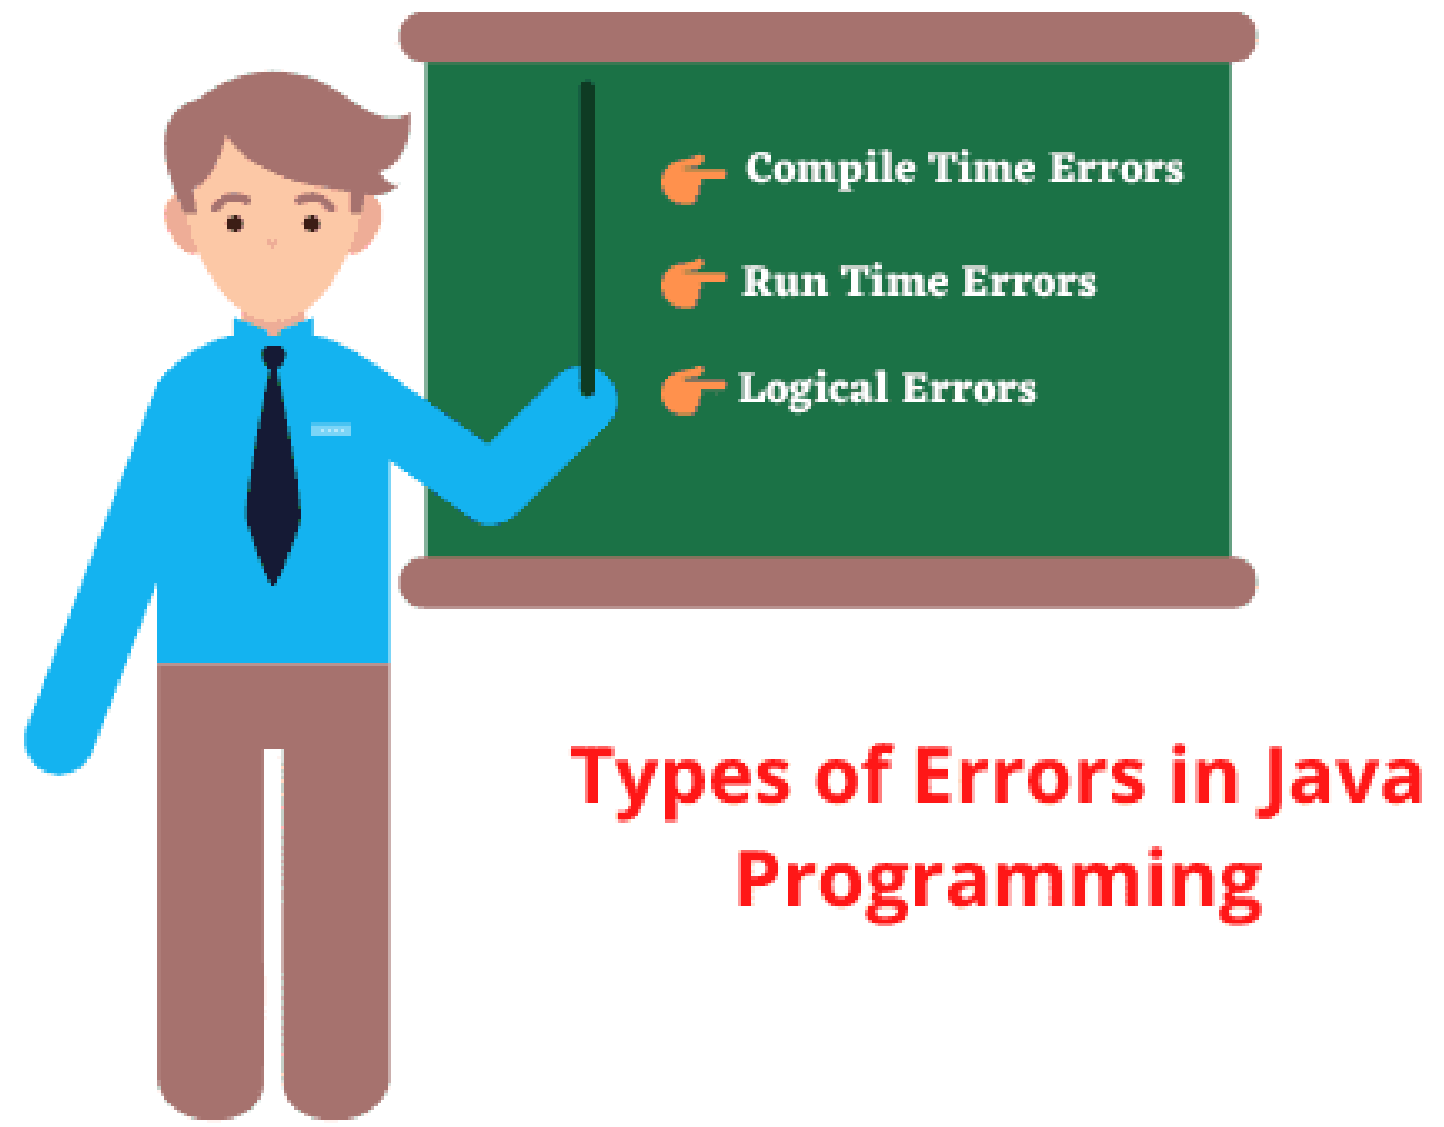 Compile Time Errors
Run Time Errors
Logical Errors
Types of Errors in Java
Programming